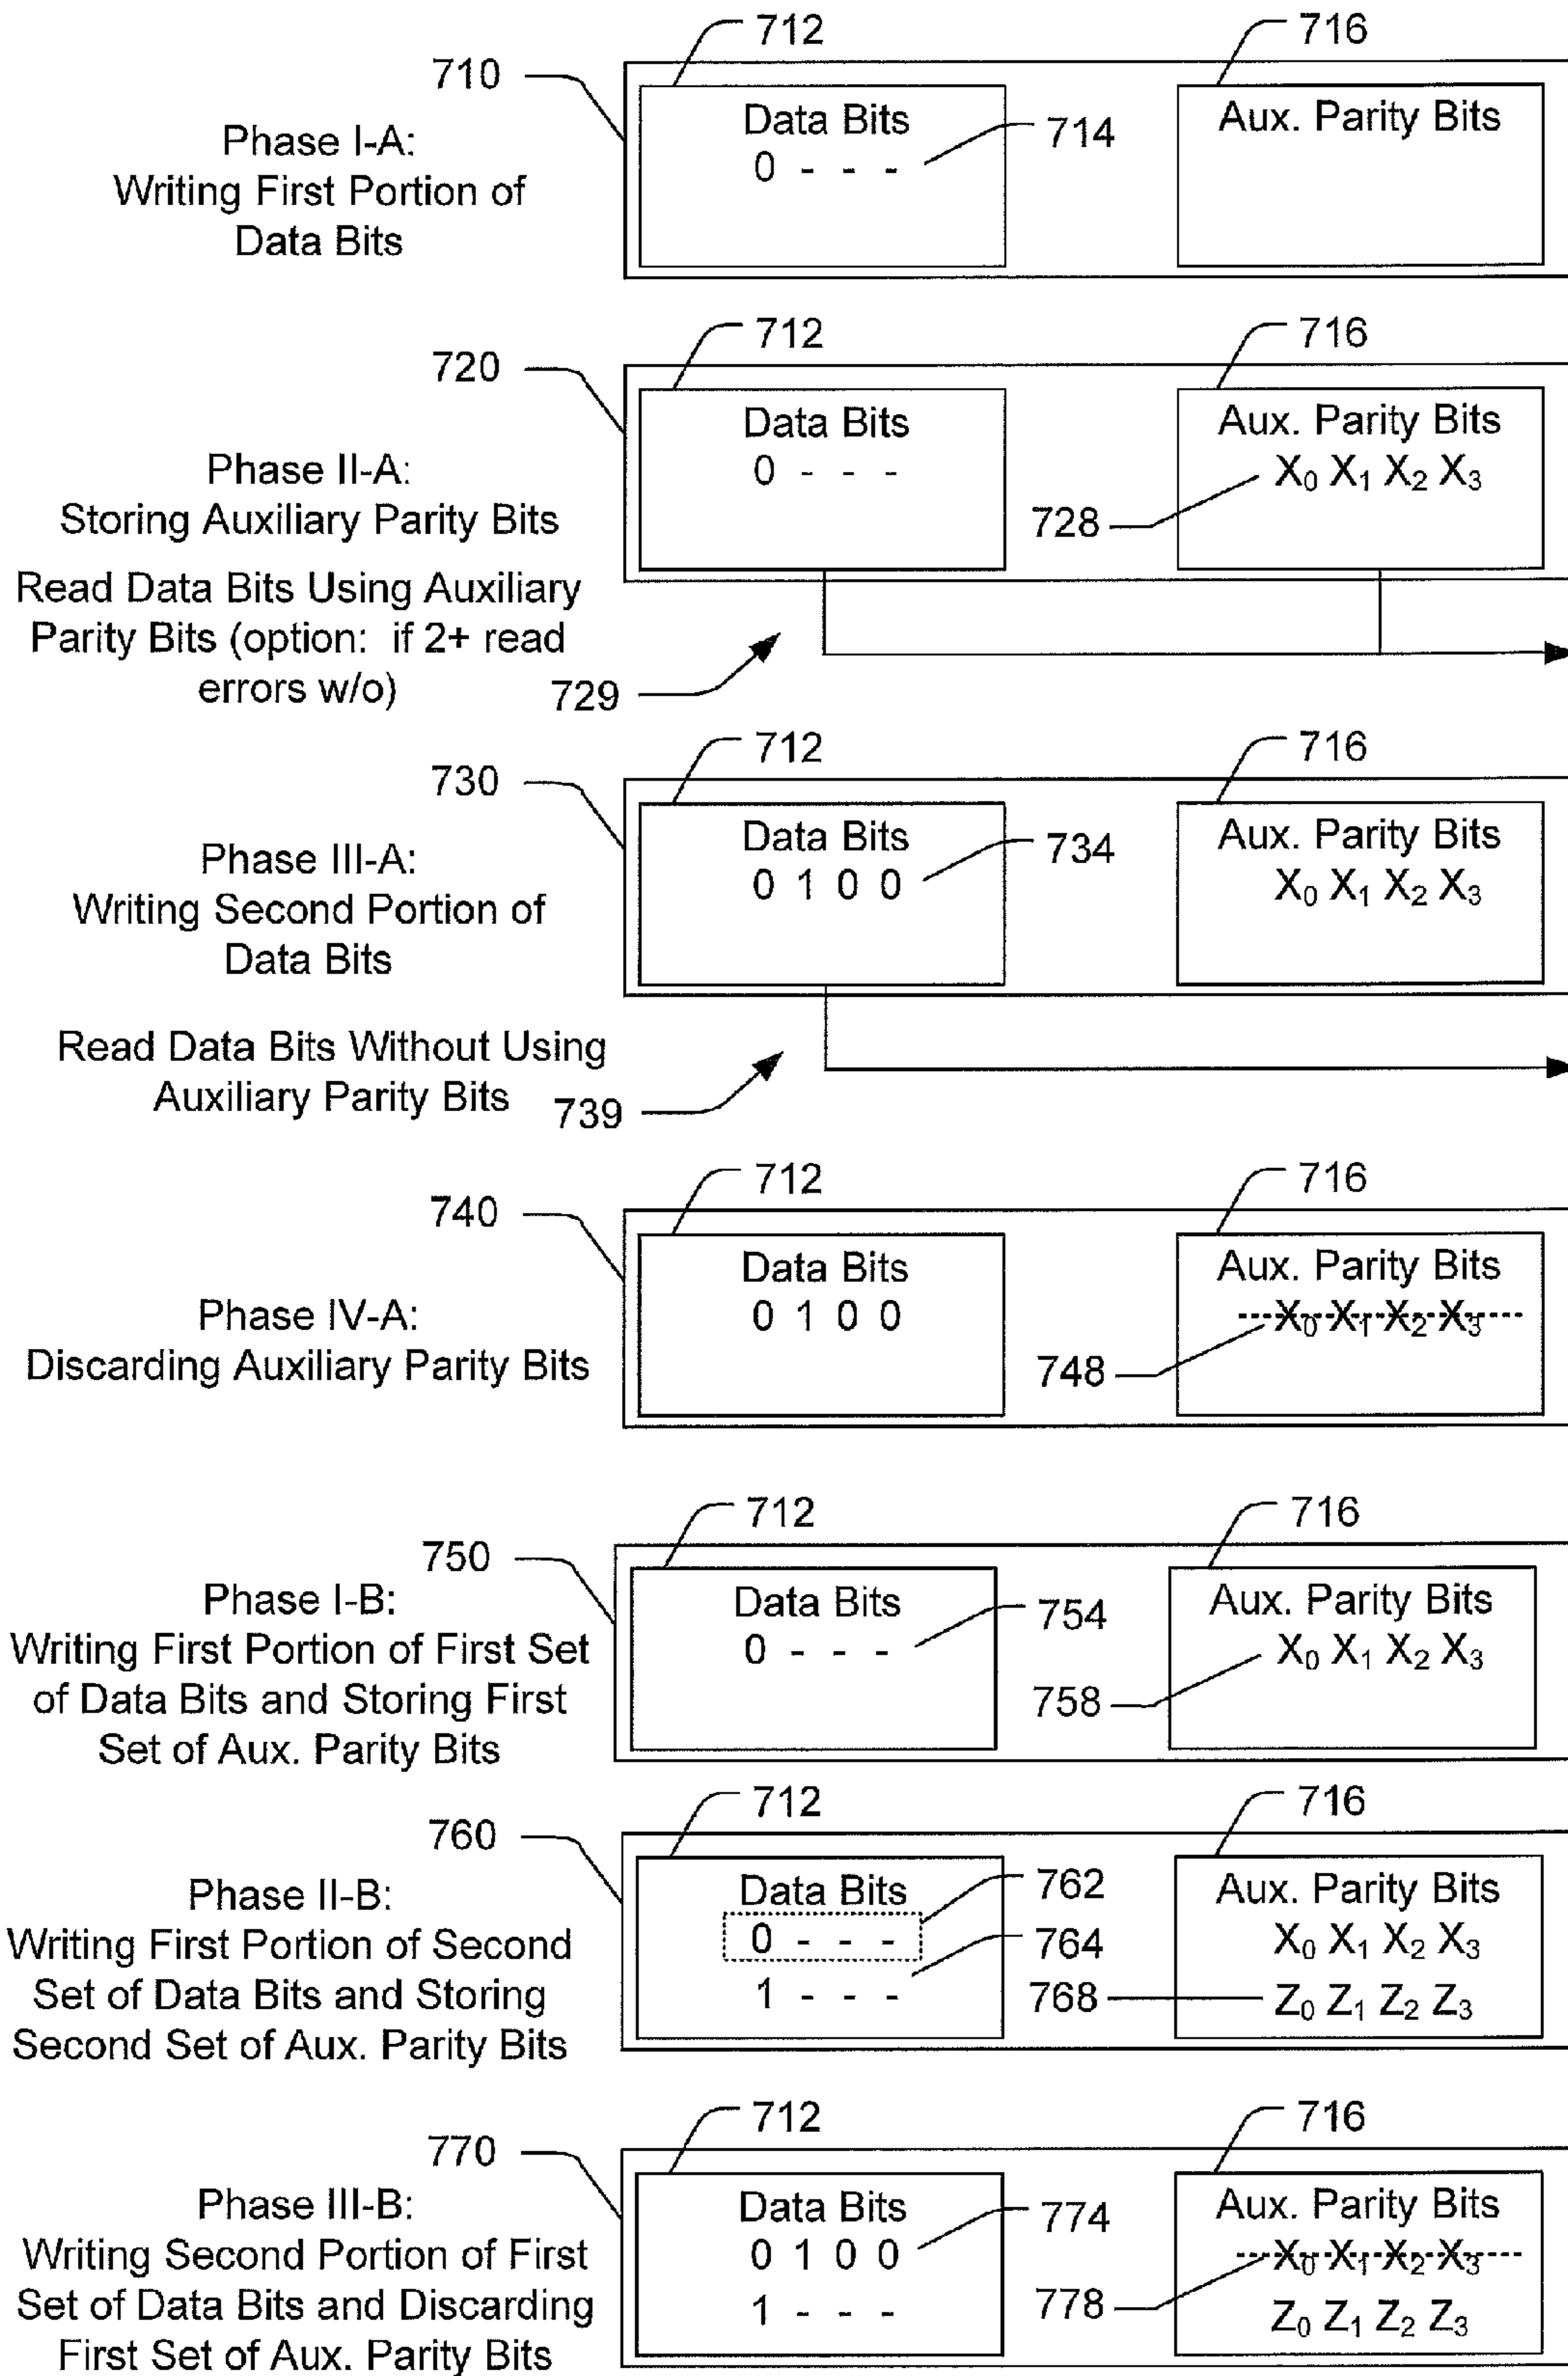 712
716
710
Phase I-A:
Writing First Portion of
Data Bits
Data Bits
0 - - -
714
Aux. Parity Bits
712
716
720
Phase II-A:
Storing Auxiliary Parity Bits
Data Bits
0 - - -
Aux. Parity Bits
X₀ X₁ X₂ X₃
728
Read Data Bits Using Auxiliary
Parity Bits (option: if 2+ read
errors w/o)
729
712
716
730
Phase III-A:
Writing Second Portion of
Data Bits
Data Bits
0 1 0 0
734
Aux. Parity Bits
X₀ X₁ X₂ X₃
Read Data Bits Without Using
Auxiliary Parity Bits
739
712
716
740
Phase IV-A:
Discarding Auxiliary Parity Bits
Data Bits
0 1 0 0
Aux. Parity Bits
X₀ X₁ X₂ X₃
748
712
716
750
Phase I-B:
Writing First Portion of First Set
of Data Bits and Storing First
Set of Aux. Parity Bits
Data Bits
0 - - -
754
Aux. Parity Bits
X₀ X₁ X₂ X₃
758
712
716
760
Phase II-B:
Writing First Portion of Second
Set of Data Bits and Storing
Second Set of Aux. Parity Bits
Data Bits
0 - - -
1 - - -
762
764
Aux. Parity Bits
X₀ X₁ X₂ X₃
Z₀ Z₁ Z₂ Z₃
768
712
716
770
Phase III-B:
Writing Second Portion of First
Set of Data Bits and Discarding
First Set of Aux. Parity Bits
Data Bits
0 1 0 0
1 - - -
774
Aux. Parity Bits
X₀ X₁ X₂ X₃
Z₀ Z₁ Z₂ Z₃
778